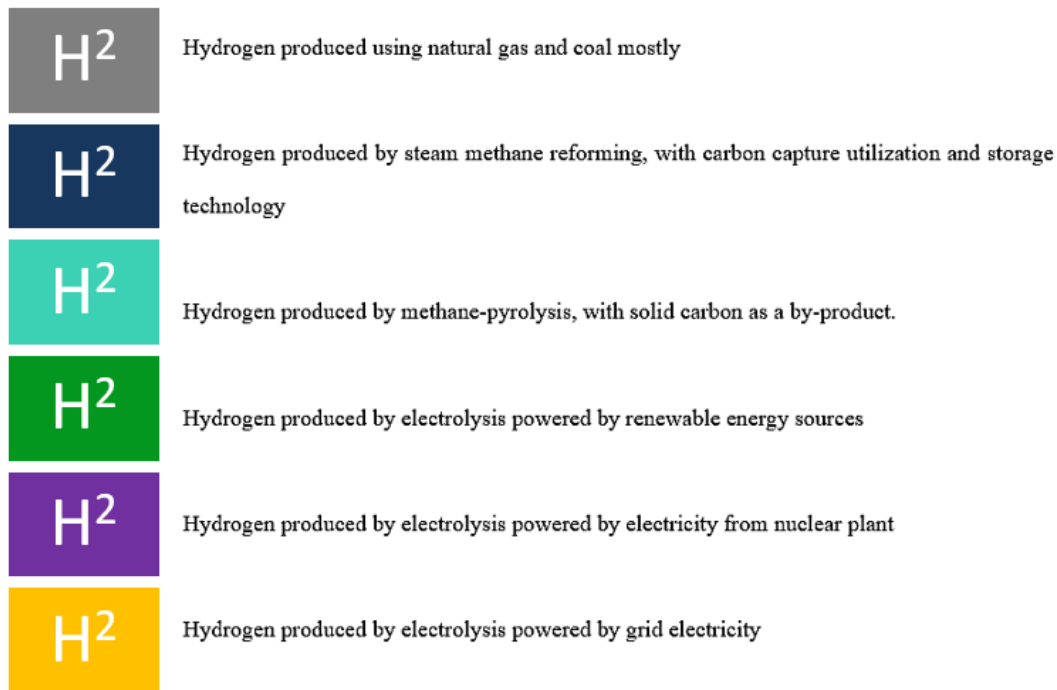 H²
Hydrogen produced using natural gas and coal mostly
H²
Hydrogen produced by steam methane reforming, with carbon capture utilization and storage
technology
H²
Hydrogen produced by methane-pyrolysis, with solid carbon as a by-product.
H²
Hydrogen produced by electrolysis powered by renewable energy sources
H²
Hydrogen produced by electrolysis powered by electricity from nuclear plant
H²
Hydrogen produced by electrolysis powered by grid electricity